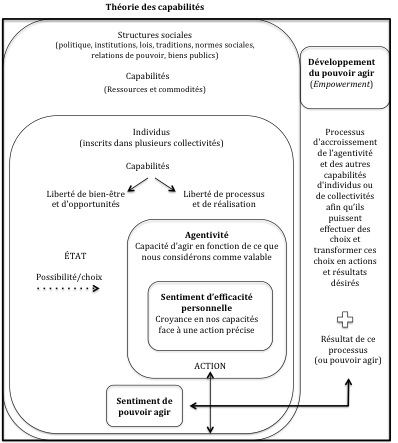 Théorie des capabilités
Structures sociales
(politique, institutions, lois, traditions, normes sociales,
relations de pouvoir, biens publics)
Capabilités
(Ressources et commodités)
Individus
(inscrits dans plusieurs collectivités)
Capabilités
Liberté de bien-être
et d'opportunités
Liberté de processus
et de réalisation
Agentivité
Capacité d'agir en fonction de ce que
nous considérons comme valable
ÉTAT
Possibilité/choix
Sentiment d'efficacité
personnelle
Croyance en nos capacités
face à une action précise
ACTION
Sentiment de
pouvoir agir
Développement
du pouvoir agir
(Empowerment)
Processus
d'accroissement
de l'agentivité
et des autres
capabilités
d'individus ou
de collectivités
afin qu'ils
puissent
effectuer des
choix et
transformer ces
choix en actions
et résultats
désirés
Résultat de ce
processus
(ou pouvoir agir)